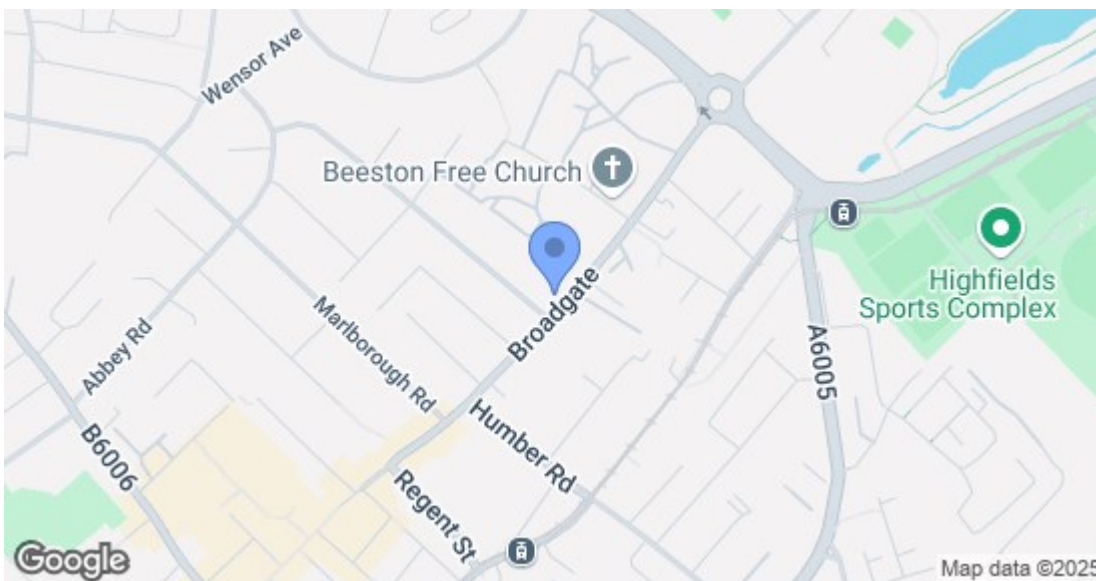 Wensor Ave
Beeston Free Church
Highfields
Sports Complex
Broadgate
Marlborough Rd
Abbey Rd
A6005
B6006
Humber Rd
Regent St
Google
Map data ©2025